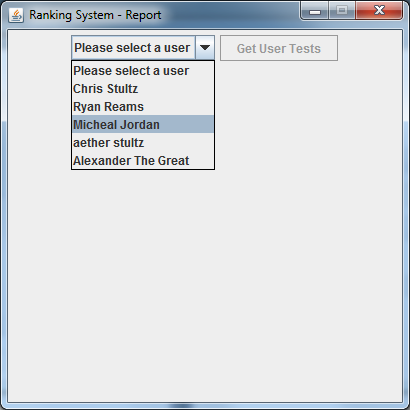 Ranking System - Report
Please select a user
Get User Tests
Please select a user
Chris Stultz
Ryan Reams
Micheal Jordan
aether stultz
Alexander The Great